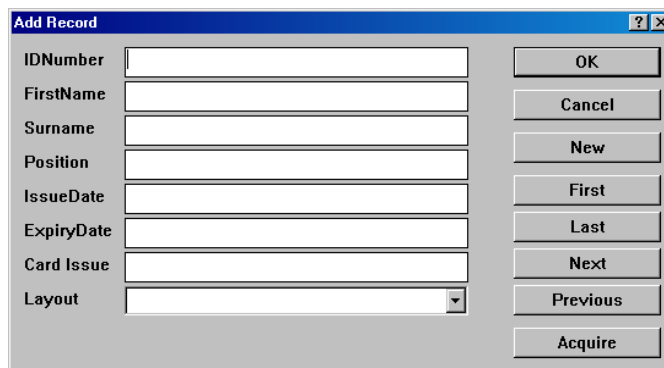 Add Record
IDNumber
FirstName
Surname
Position
IssueDate
ExpiryDate
Card Issue
Layout
OK
Cancel
New
First
Last
Next
Previous
Acquire